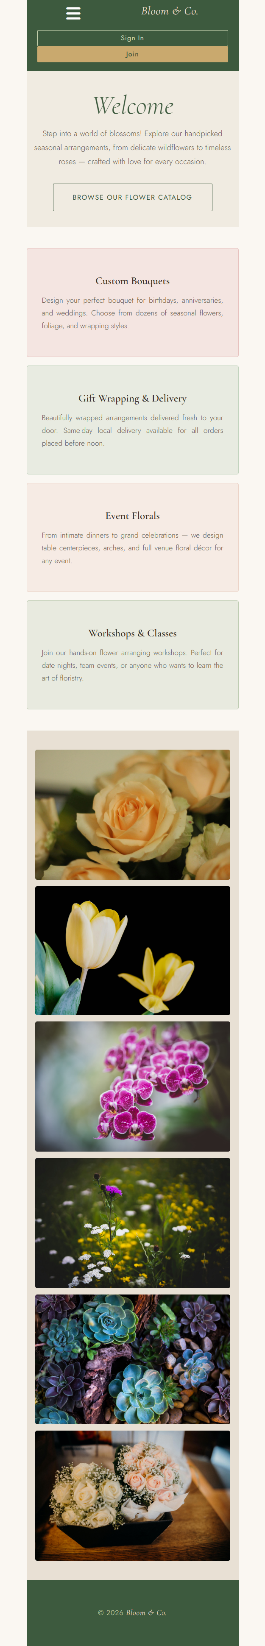 Bloom & Co.
Sign In
Join
Welcome
Step into a world of blossoms! Explore our handpicked
seasonal arrangements, from delicate wildflowers to timeless
roses — crafted with love for every occasion.
BROWSE OUR FLOWER CATALOG
Custom Bouquets
Design your perfect bouquet for birthdays, anniversaries,
and weddings. Choose from dozens of seasonal flowers,
foliage, and wrapping styles.
Gift Wrapping & Delivery
Beautifully wrapped arrangements delivered fresh to your
door. Same-day local delivery available for all orders
placed before noon.
Event Florals
From intimate dinners to grand celebrations — we design
table centerpieces, arches, and full venue floral décor for
any event.
Workshops & Classes
Join our hands-on flower arranging workshops. Perfect for
date nights, team events, or anyone who wants to learn the
art of floristry.
© 2026 Bloom & Co.